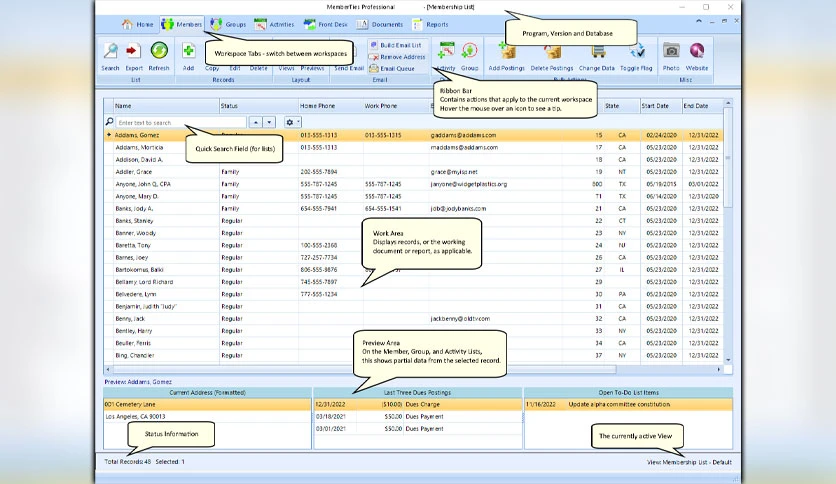 MemberTies Professional - [Membership List]
Home Members Groups Activities Front Desk Documents Reports
Program, Version and Database
Workspace Tabs - switch between workspaces
Build Email List
Remove Address
Email Queue
Search Export Refresh Add Copy Edit Delete Views Previews Send Email Activity Group Add Postings Delete Postings Change Data Toggle Flag Photo Website
List Records Layout Email Misc
Ribbon Bar
Contains actions that apply to the current workspace
Hover the mouse over an icon to see a tip.
Name Status Home Phone Work Phone State Start Date End Date
Enter text to search
Addams, Gomez 013-555-1313 013-555-1315 gaddams@addams.com 15 CA 02/24/2020 12/31/2022
Addams, Morticia 013-555-1313 maddams@addams.com 17 CA 05/23/2020 12/31/2022
Quick Search Field (for lists)
Addison, David A. 18 CA 05/23/2020 12/31/2022
Addler, Grace Family 202-555-7894 grace@myisp.net 19 NT 05/23/2020 12/31/2022
Anyone, John Q. CPA Family 555-787-1245 555-787-1245 janyone@widgetplastics.org 800 TX 05/19/2015 03/01/2022
Anyone, Mary D. Family 555-787-1245 555-787-1245 71 TX 06/14/2020 12/31/2022
Banks, Jody A. Family 654-555-7941 654-555-1541 jdb@jodybanks.com 21 CA 05/23/2020 12/31/2022
Banks, Stanley Regular 22 CT 05/23/2020 12/31/2022
Banner, Woody Regular 23 NY 05/23/2020 12/31/2022
Baretta, Tony Regular 100-555-2368 24 NJ 05/23/2020 12/31/2022
Barnes, Joey Regular 727-257-7734 26 CA 05/23/2020 12/31/2022
Bartokomus, Balki Regular 806-555-9876 27 IL 05/23/2020 12/31/2022
Bellamy, Lord Richard Regular 745-555-7897 29 05/23/2020 12/31/2022
Belvedere, Lynn Regular 777-555-1234 30 PA 05/23/2020 12/31/2022
Benjamin, Judith "Judy" Regular 31 CA 05/23/2020 12/31/2022
Benny, Jack Regular jackbenny@oldtv.com 32 CA 05/23/2020 12/31/2022
Bentley, Harry Regular 33 NY 05/23/2020 12/31/2022
Beuller, Ferris Regular 34 CA 05/23/2020 12/31/2022
Bing, Chandler Regular 37 NY 05/23/2020 12/31/2022
Work Area
Displays records, or the working
document or report, as applicable.
Preview Area
On the Member, Group, and Activity Lists,
this shows partial data from the selected record.
Preview: Addams, Gomez
Current Address (Formatted) Last Three Dues Postings Open To-Do List Items
001 Cemetery Lane 12/31/2022 ($10.00) Dues Charge 11/16/2022 Update alpha committee constitution.
Los Angeles, CA 90013 03/18/2021 $50.00 Dues Payment
03/01/2021 $50.00 Dues Payment
Status Information
The currently active View
Total Records: 48 Selected: 1 View: Membership List - Default